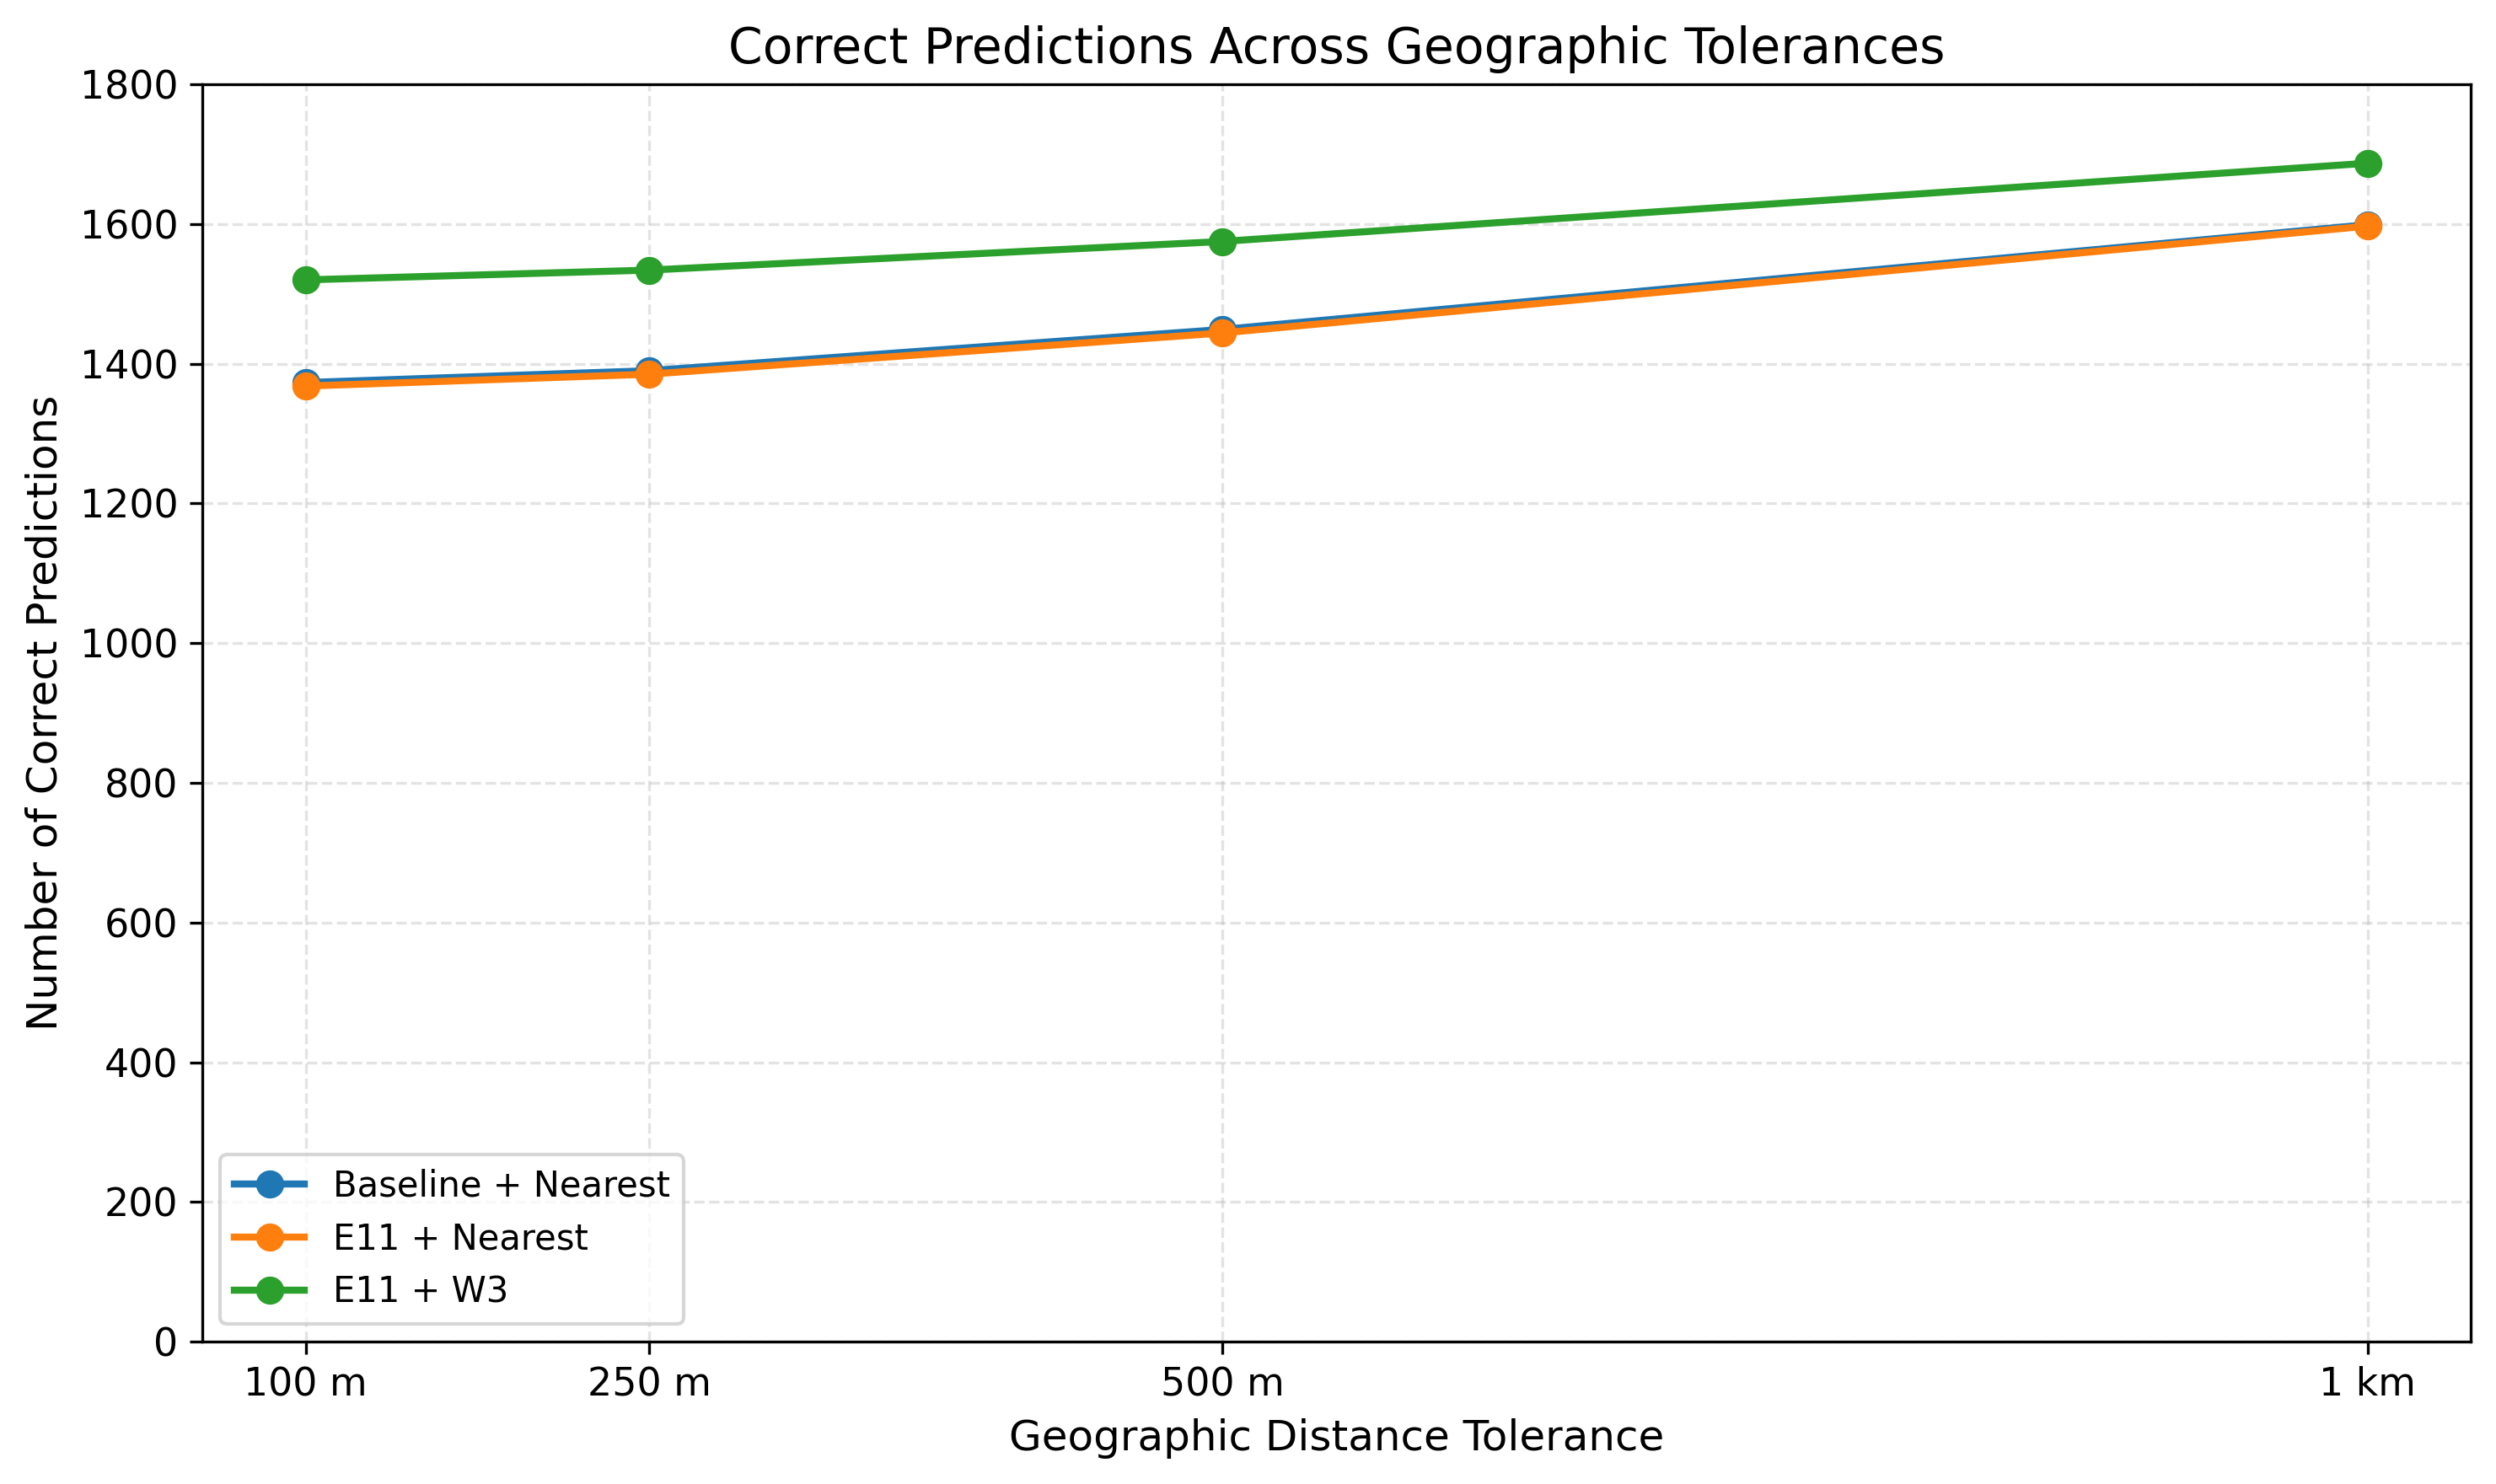 Correct Predictions Across Geographic Tolerances
Number of Correct Predictions
1800
1600
1400
1200
1000
800
600
400
200
0
Baseline + Nearest
E11 + Nearest
E11 + W3
100 m
250 m
500 m
1 km
Geographic Distance Tolerance